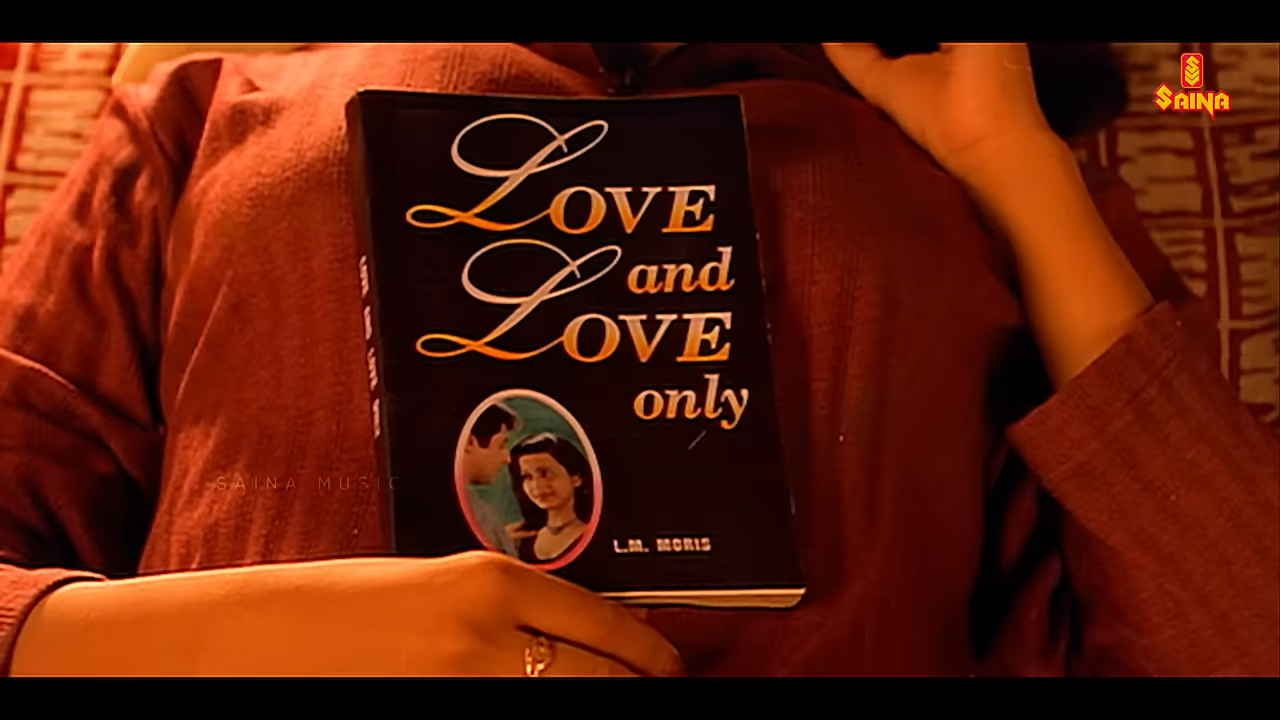 SAINA
LOVE
and
LOVE
only
SAINA MUSIC
L.M. MORIS